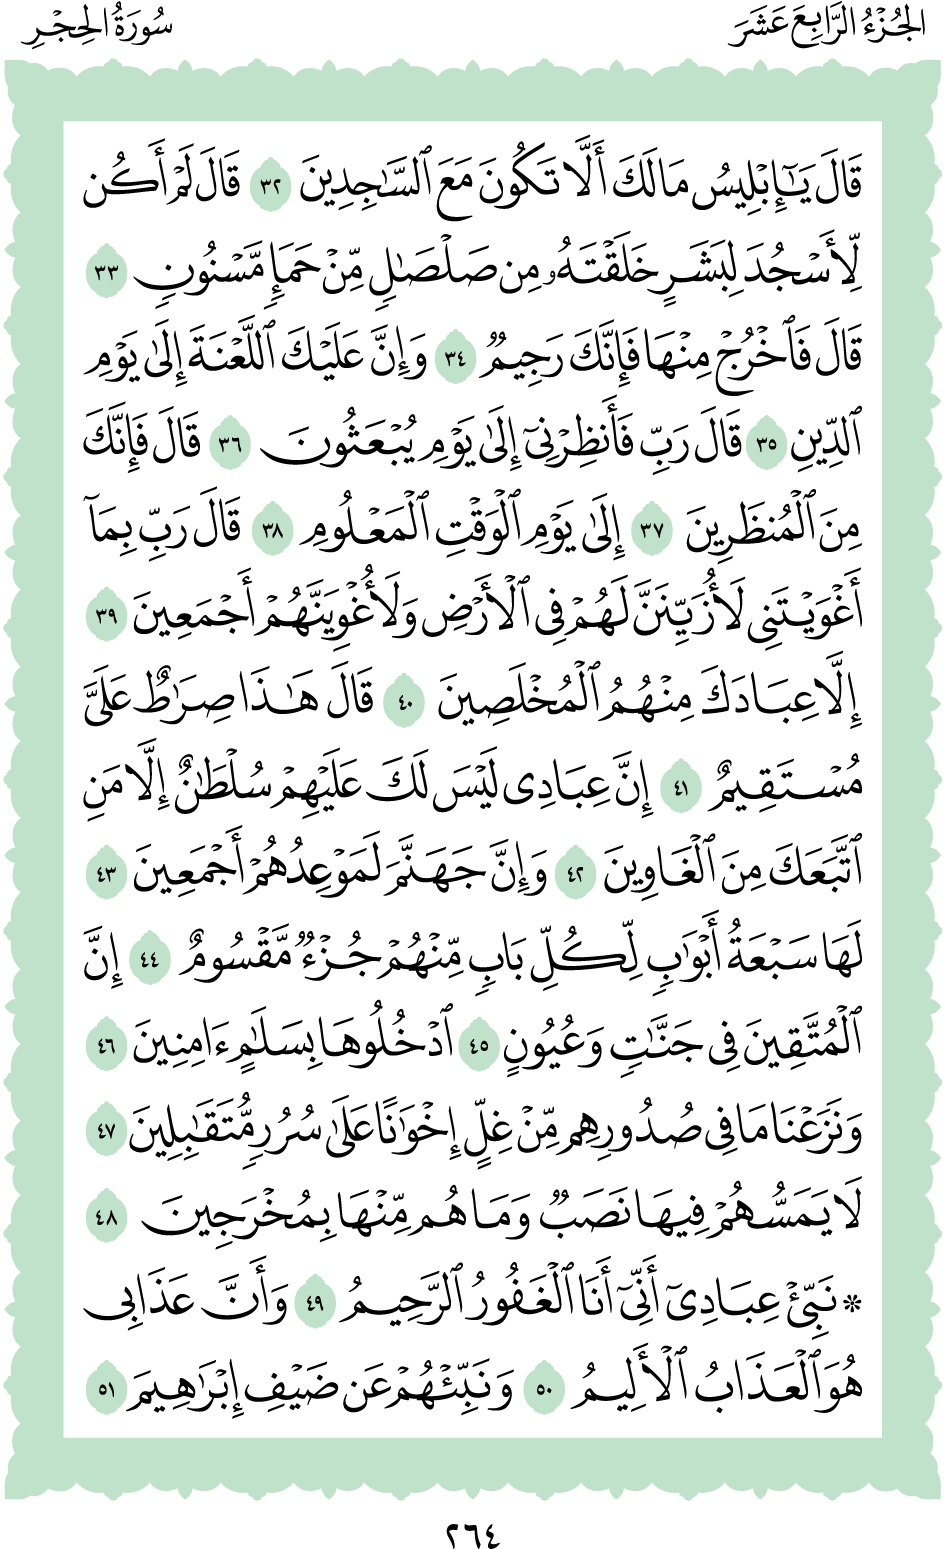 الجُزْءُ الرَّابِعَ عَشَرَ
سُورَةُ الحِجْرِ
قَالَ يَٰٓإِبۡلِيسُ مَا لَكَ أَلَّا تَكُونَ مَعَ ٱلسَّٰجِدِينَ ٣٢ قَالَ لَمۡ أَكُن
لِّأَسۡجُدَ لِبَشَرٍ خَلَقۡتَهُۥ مِن صَلۡصَٰلٖ مِّنۡ حَمَإٖ مَّسۡنُونٖ ٣٣
قَالَ فَٱخۡرُجۡ مِنۡهَا فَإِنَّكَ رَجِيمٞ ٣٤ وَإِنَّ عَلَيۡكَ ٱللَّعۡنَةَ إِلَىٰ يَوۡمِ
ٱلدِّينِ ٣٥ قَالَ رَبِّ فَأَنظِرۡنِيٓ إِلَىٰ يَوۡمِ يُبۡعَثُونَ ٣٦ قَالَ فَإِنَّكَ
مِنَ ٱلۡمُنظَرِينَ ٣٧ إِلَىٰ يَوۡمِ ٱلۡوَقۡتِ ٱلۡمَعۡلُومِ ٣٨ قَالَ رَبِّ بِمَآ
أَغۡوَيۡتَنِي لَأُزَيِّنَنَّ لَهُمۡ فِي ٱلۡأَرۡضِ وَلَأُغۡوِيَنَّهُمۡ أَجۡمَعِينَ ٣٩
إِلَّا عِبَادَكَ مِنۡهُمُ ٱلۡمُخۡلَصِينَ ٤٠ قَالَ هَٰذَا صِرَٰطٌ عَلَيَّ
مُسۡتَقِيمٌ ٤١ إِنَّ عِبَادِي لَيۡسَ لَكَ عَلَيۡهِمۡ سُلۡطَٰنٌ إِلَّا مَنِ
ٱتَّبَعَكَ مِنَ ٱلۡغَاوِينَ ٤٢ وَإِنَّ جَهَنَّمَ لَمَوۡعِدُهُمۡ أَجۡمَعِينَ ٤٣
لَهَا سَبۡعَةُ أَبۡوَٰبٖ لِّكُلِّ بَابٖ مِّنۡهُمۡ جُزۡءٞ مَّقۡسُومٌ ٤٤ إِنَّ
ٱلۡمُتَّقِينَ فِي جَنَّٰتٖ وَعُيُونٍ ٤٥ ٱدۡخُلُوهَا بِسَلَٰمٍ ءَامِنِينَ ٤٦
وَنَزَعۡنَا مَا فِي صُدُورِهِم مِّنۡ غِلٍّ إِخۡوَٰنًا عَلَىٰ سُرُرٖ مُّتَقَٰبِلِينَ ٤٧
لَا يَمَسُّهُمۡ فِيهَا نَصَبٞ وَمَا هُم مِّنۡهَا بِمُخۡرَجِينَ ٤٨
۞ نَبِّئۡ عِبَادِيٓ أَنِّيٓ أَنَا ٱلۡغَفُورُ ٱلرَّحِيمُ ٤٩ وَأَنَّ عَذَابِي
هُوَ ٱلۡعَذَابُ ٱلۡأَلِيمُ ٥٠ وَنَبِّئۡهُمۡ عَن ضَيۡفِ إِبۡرَٰهِيمَ ٥١
٢٦٤